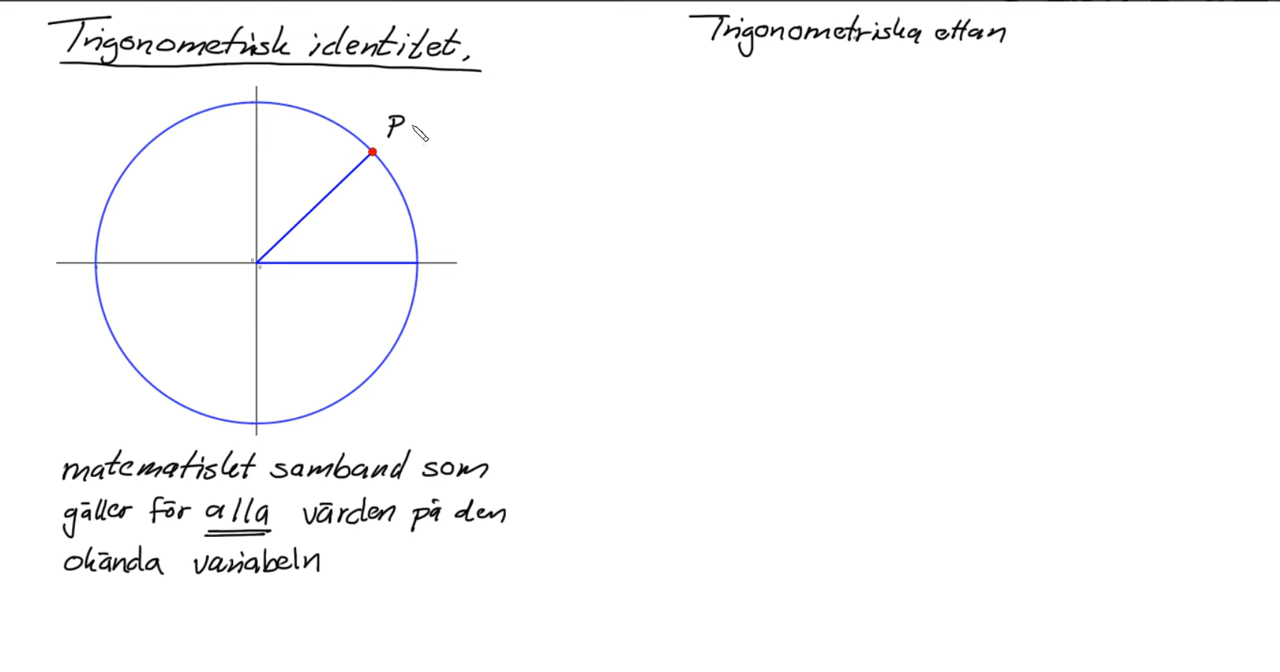 Trigonometrisk identitet.
Trigonometriska ettan
P
matematiskt samband som
gäller för alla värden på den
okända variabeln